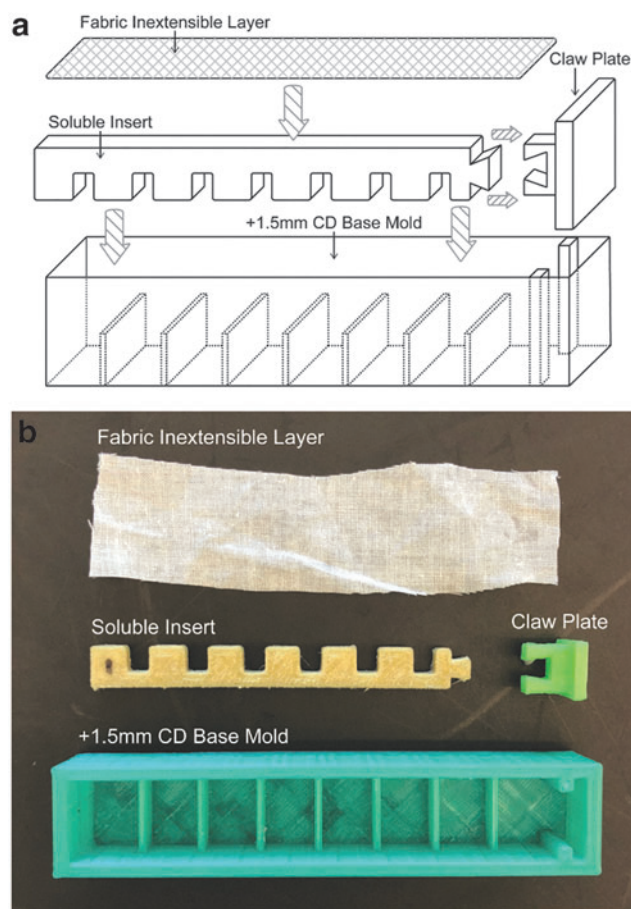 a
Fabric Inextensible Layer
Claw Plate
Soluble Insert
+1.5mm CD Base Mold
b
Fabric Inextensible Layer
Soluble Insert
Claw Plate
+1.5mm CD Base Mold